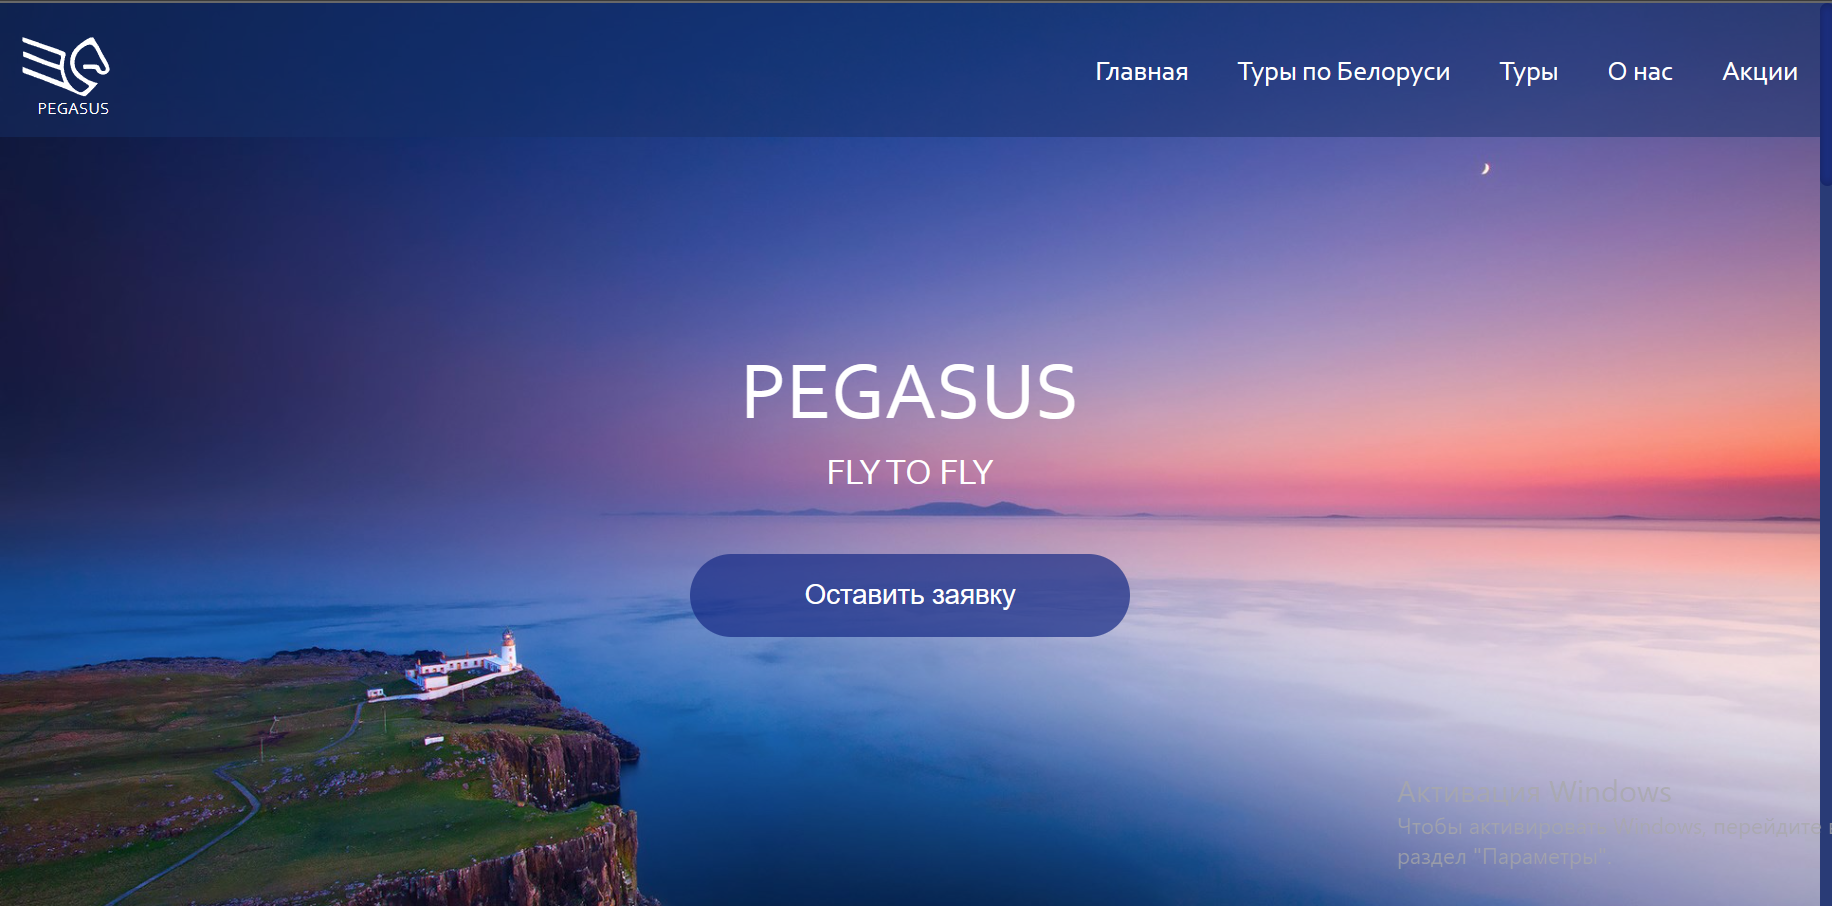 PEGASUS
Главная Туры по Белоруси Туры О нас Акции
PEGASUS
FLY TO FLY
Оставить заявку
Активация Windows
Чтобы активировать Windows, перейдите в
раздел "Параметры".